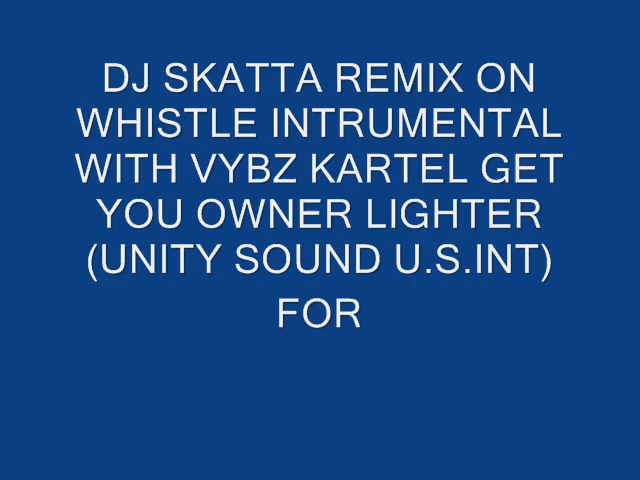 DJ SKATTA REMIX ON
WHISTLE INTRUMENTAL
WITH VYBZ KARTEL GET
YOU OWNER LIGHTER
(UNITY SOUND U.S.INT)
FOR